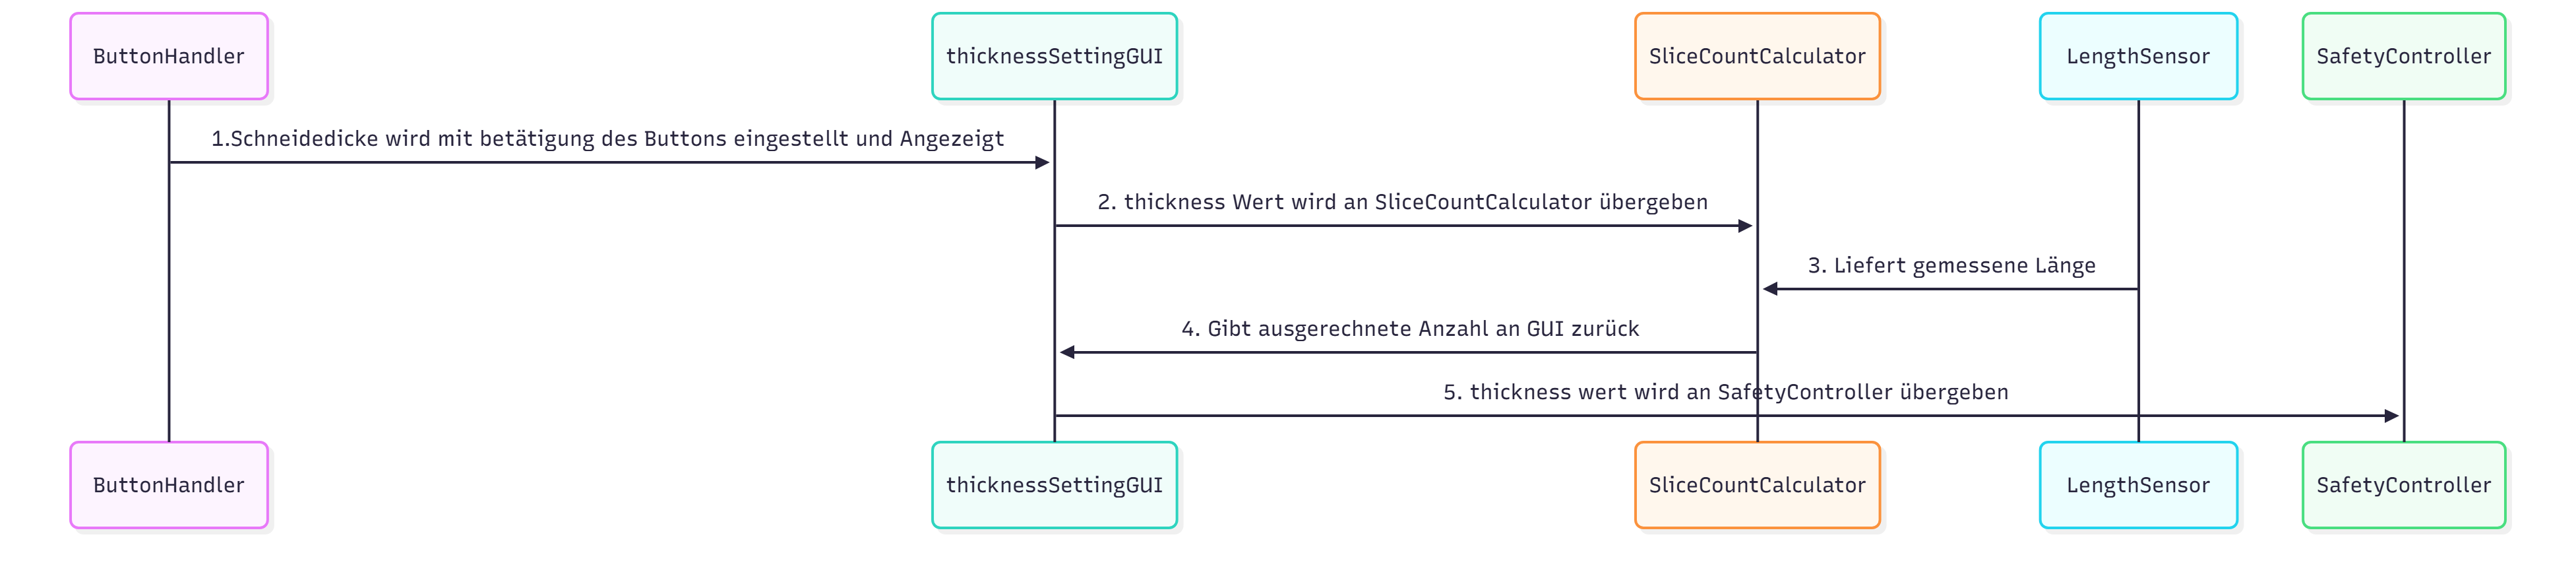 ButtonHandler
thicknessSettingGUI
SliceCountCalculator
LengthSensor
SafetyController
1.Schneidedicke wird mit betätigung des Buttons eingestellt und Angezeigt
2. thickness Wert wird an SliceCountCalculator übergeben
3. Liefert gemessene Länge
4. Gibt ausgerechnete Anzahl an GUI zurück
5. thickness wert wird an SafetyController übergeben
ButtonHandler
thicknessSettingGUI
SliceCountCalculator
LengthSensor
SafetyController